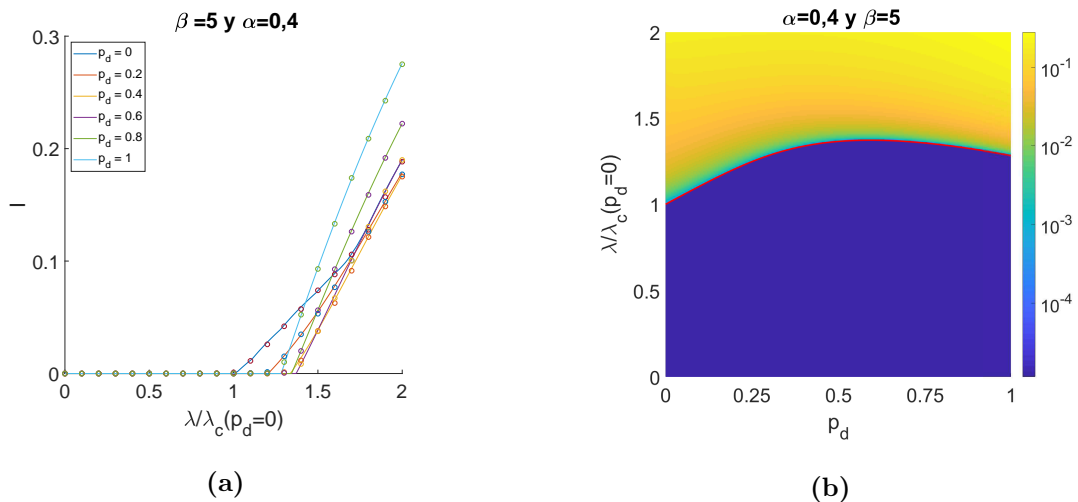 β =5 y α=0,4
0.3
0.2
0.1
0
I
p_d = 0
p_d = 0.2
p_d = 0.4
p_d = 0.6
p_d = 0.8
p_d = 1
0 0.5 1 1.5 2
λ/λ_c(p_d=0)
(a)
α=0,4 y β=5
2
1.5
1
0.5
0
λ/λ_c(p_d=0)
0 0.25 0.5 0.75 1
p_d
10^-1
10^-2
10^-3
10^-4
(b)